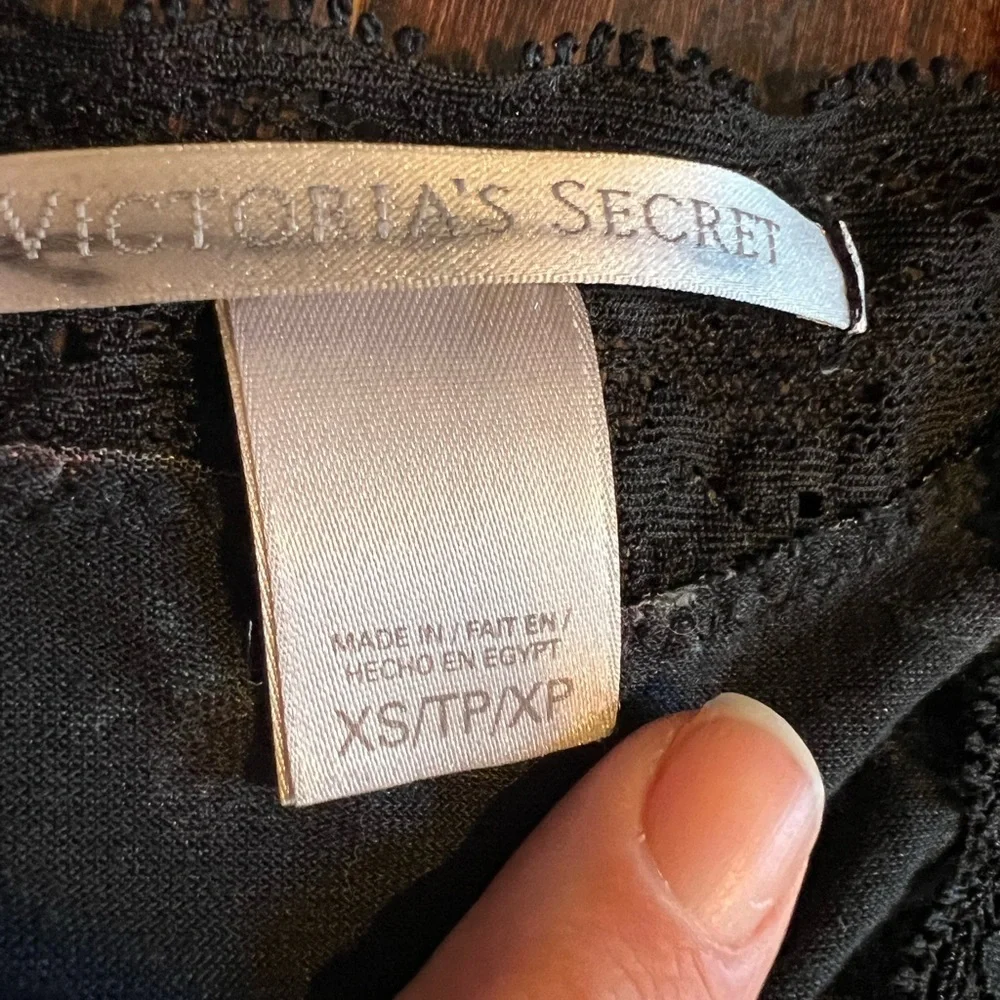 VICTORIA'S SECRET
MADE IN / FAIT EN /
HECHO EN EGYPT
XS/TP/XP